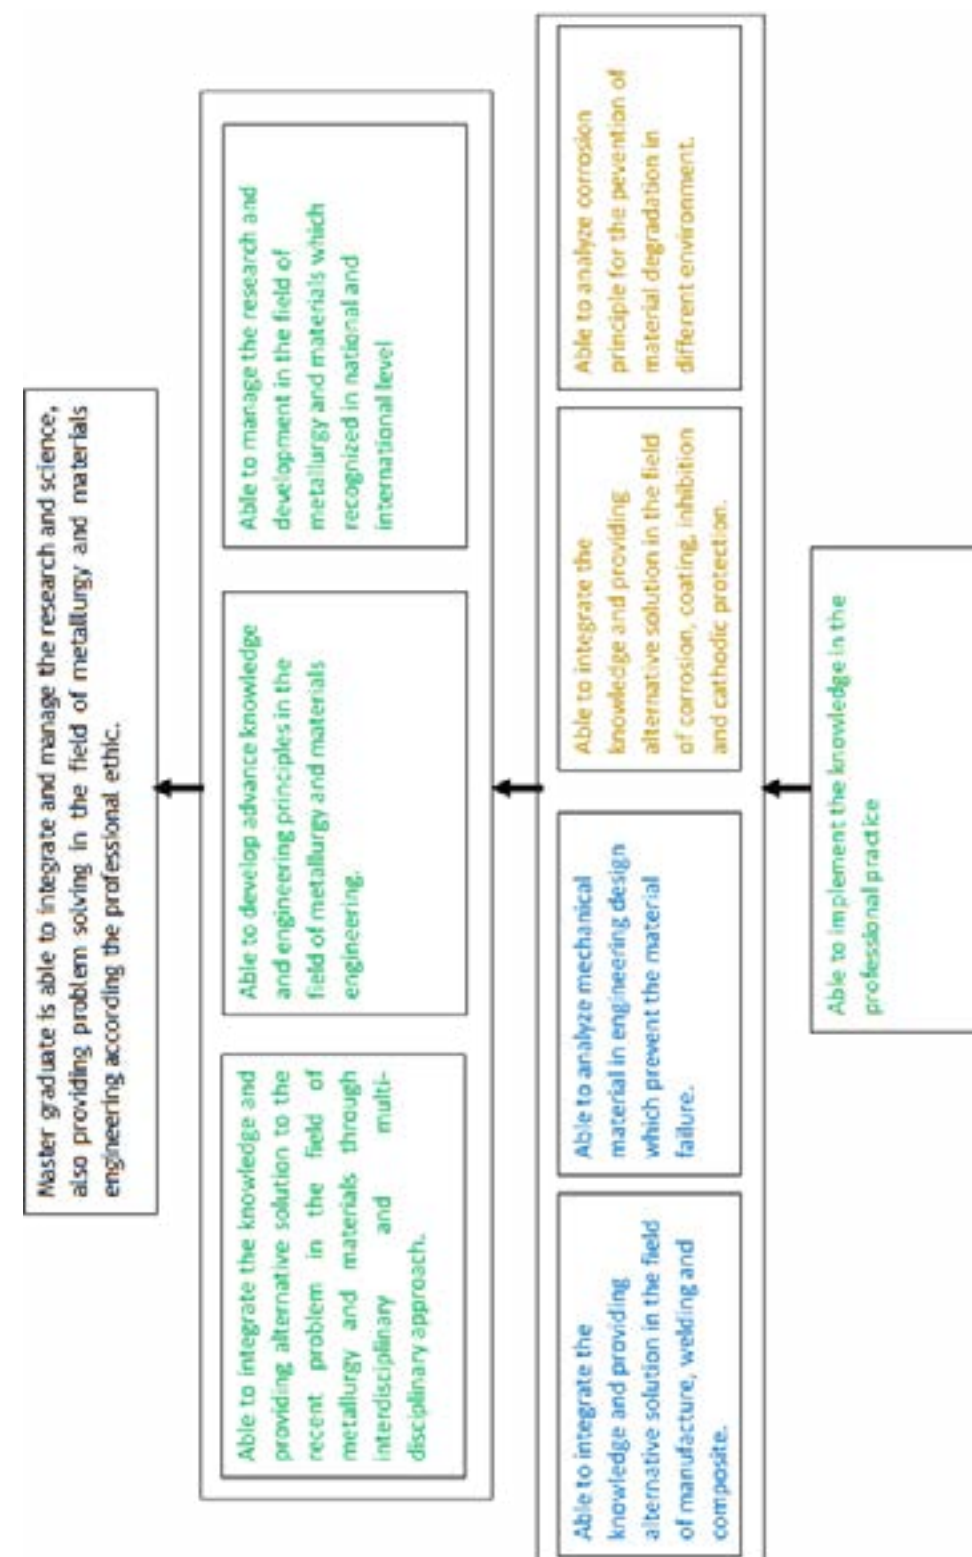 Master graduate is able to integrate and manage the research and science,
also providing problem solving in the field of metallurgy and materials
engineering according the professional ethic.
Able to integrate the knowledge and
providing alternative solution to the
recent problem in the field of
metallurgy and materials through
interdisciplinary and multi-
disciplinary approach.
Able to develop advance knowledge
and engineering principles in the
field of metallurgy and materials
engineering.
Able to manage the research and
development in the field of
metallurgy and materials which
recognized in national and
international level
Able to integrate the
knowledge and providing
alternative solution in the field
of manufacture, welding and
composite.
Able to analyze mechanical
material in engineering design
which prevent the material
failure.
Able to integrate the
knowledge and providing
alternative solution in the field
of corrosion, coating, inhibition
and cathodic protection.
Able to analyze corrosion
principle for the pevention of
material degradation in
different environment.
Able to implement the knowledge in the
professional practice